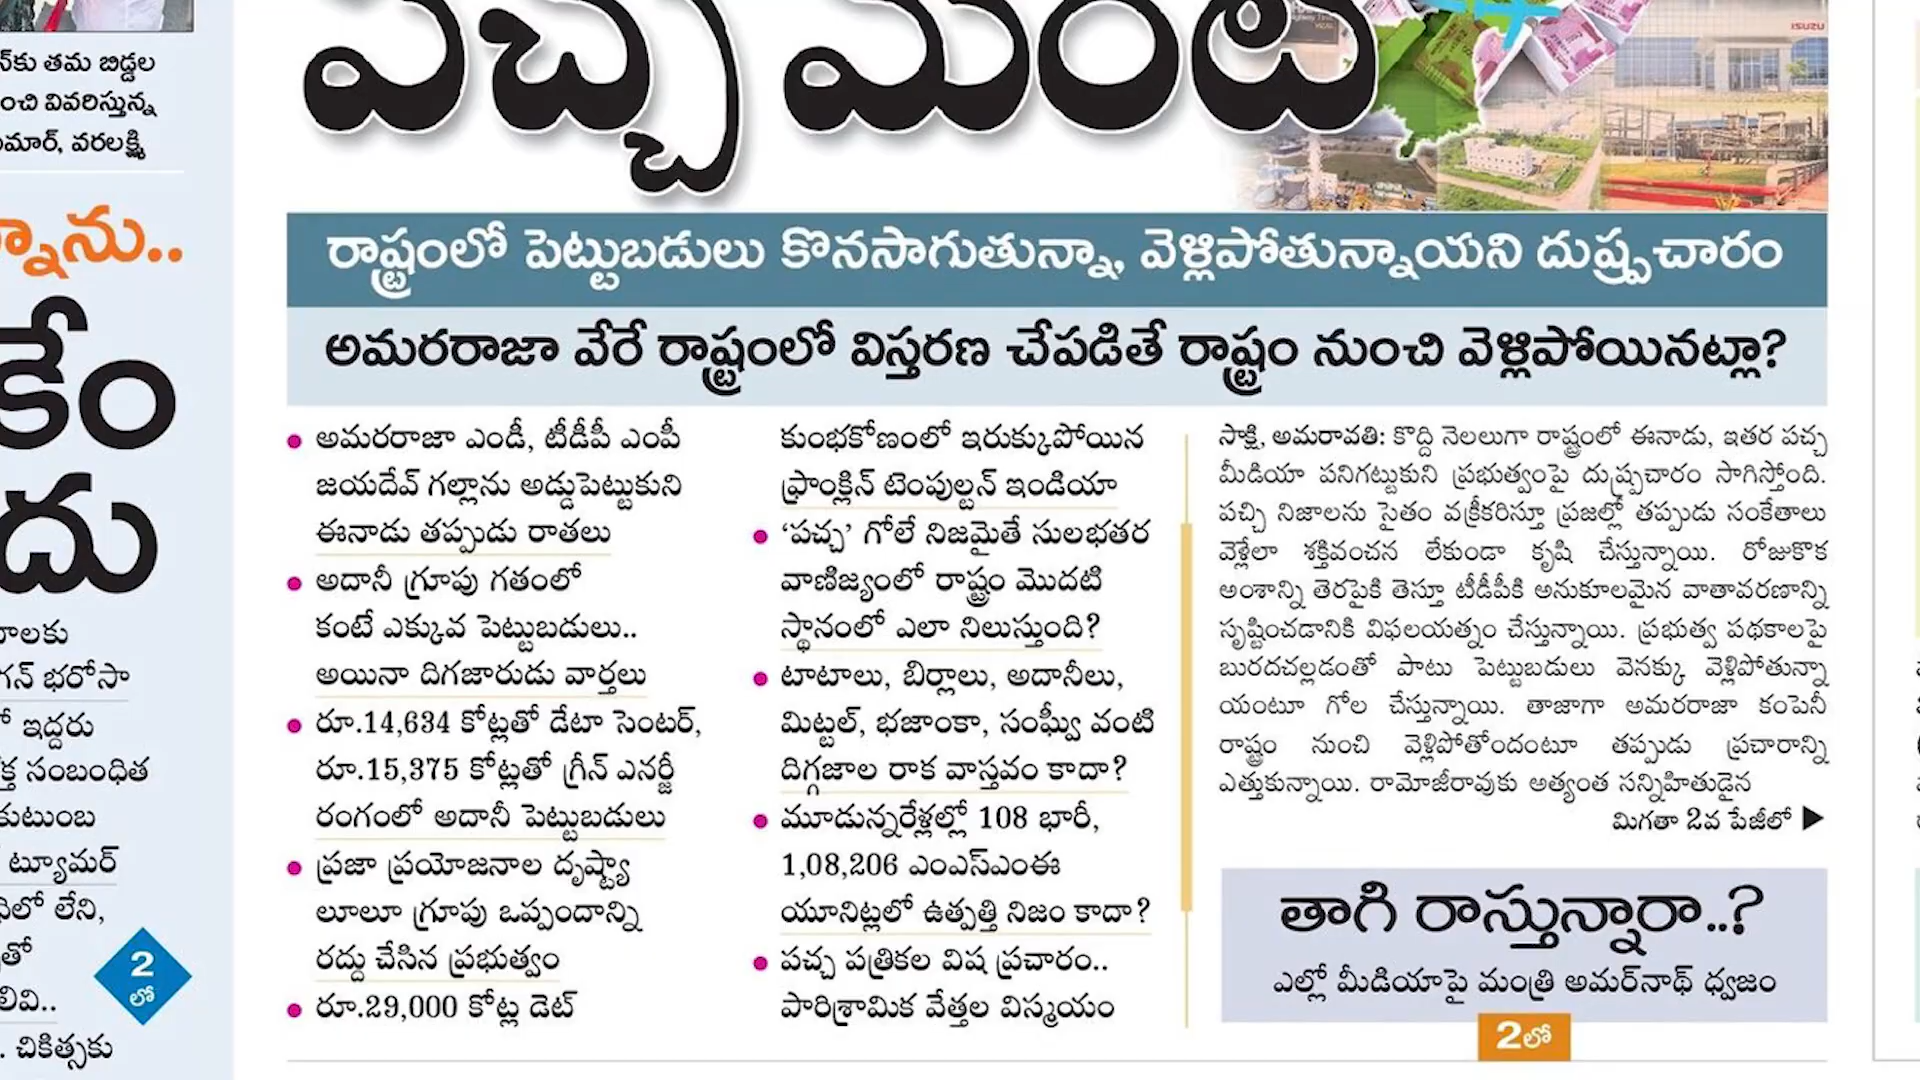 న్‌కు తమ బిడ్డల
ంచి వివరిస్తున్న
మార్, వరలక్ష్మి
న్నాను..
కేం
దు
గన్ భరోసా
ఇద్దరు
సంబంధిత
కుటుంబ
ట్యూమర్
లేని,
2
లో
చికిత్సకు
పచ్చ మంట
ISUZU
రాష్ట్రంలో పెట్టుబడులు కొనసాగుతున్నా, వెళ్లిపోతున్నాయని దుష్ప్రచారం
అమరరాజా వేరే రాష్ట్రంలో విస్తరణ చేపడితే రాష్ట్రం నుంచి వెళ్లిపోయినట్లా?
● అమరరాజా ఎండీ, టీడీపీ ఎంపీ
జయదేవ్ గల్లాను అడ్డుపెట్టుకుని
ఈనాడు తప్పుడు రాతలు
● అదానీ గ్రూపు గతంలో
కంటే ఎక్కువ పెట్టుబడులు..
అయినా దిగజారుడు వార్తలు
● రూ.14,634 కోట్లతో డేటా సెంటర్,
రూ.15,375 కోట్లతో గ్రీన్ ఎనర్జీ
రంగంలో అదానీ పెట్టుబడులు
● ప్రజా ప్రయోజనాల దృష్ట్యా
లూలూ గ్రూపు ఒప్పందాన్ని
రద్దు చేసిన ప్రభుత్వం
● రూ.29,000 కోట్ల డెట్
కుంభకోణంలో ఇరుక్కుపోయిన
ఫ్రాంక్లిన్ టెంపుల్టన్ ఇండియా
● ‘పచ్చ’ గోలే నిజమైతే సులభతర
వాణిజ్యంలో రాష్ట్రం మొదటి
స్థానంలో ఎలా నిలుస్తుంది?
● టాటాలు, బిర్లాలు, అదానీలు,
మిట్టల్, భజాంకా, సంఘ్వీ వంటి
దిగ్గజాల రాక వాస్తవం కాదా?
● మూడున్నరేళ్లల్లో 108 భారీ,
1,08,206 ఎంఎస్ఎంఈ
యూనిట్లలో ఉత్పత్తి నిజం కాదా?
● పచ్చ పత్రికల విష ప్రచారం..
పారిశ్రామిక వేత్తల విస్మయం
సాక్షి, అమరావతి: కొద్ది నెలలుగా రాష్ట్రంలో ఈనాడు, ఇతర పచ్చ
మీడియా పనిగట్టుకుని ప్రభుత్వంపై దుష్ప్రచారం సాగిస్తోంది.
పచ్చి నిజాలను సైతం వక్రీకరిస్తూ ప్రజల్లో తప్పుడు సంకేతాలు
వెళ్లేలా శక్తివంచన లేకుండా కృషి చేస్తున్నాయి. రోజుకొక
అంశాన్ని తెరపైకి తెస్తూ టీడీపీకి అనుకూలమైన వాతావరణాన్ని
సృష్టించడానికి విఫలయత్నం చేస్తున్నాయి. ప్రభుత్వ పథకాలపై
బురదచల్లడంతో పాటు పెట్టుబడులు వెనక్కు వెళ్లిపోతున్నా
యంటూ గోల చేస్తున్నాయి. తాజాగా అమరరాజా కంపెనీ
రాష్ట్రం నుంచి వెళ్లిపోతోందంటూ తప్పుడు ప్రచారాన్ని
ఎత్తుకున్నాయి. రామోజీరావుకు అత్యంత సన్నిహితుడైన
మిగతా 2వ పేజీలో ▶
తాగి రాస్తున్నారా..?
ఎల్లో మీడియాపై మంత్రి అమర్‌నాథ్ ధ్వజం
2లో